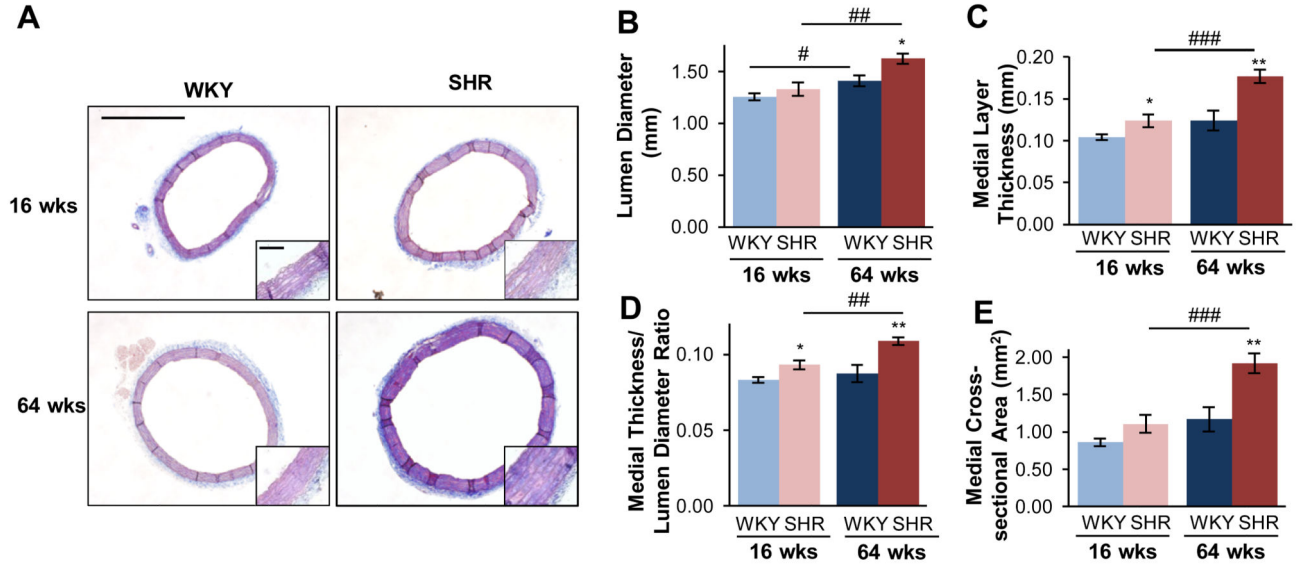 A
WKY
SHR
16 wks
64 wks
B
Lumen Diameter
(mm)
1.50
1.00
0.50
0.00
#
##
*
WKY SHR
WKY SHR
16 wks
64 wks
C
Medial Layer
Thickness (mm)
0.20
0.15
0.10
0.05
0.00
*
###
**
WKY SHR
WKY SHR
16 wks
64 wks
D
Medial Thickness/
Lumen Diameter Ratio
0.10
0.05
0.00
*
##
**
WKY SHR
WKY SHR
16 wks
64 wks
E
Medial Cross-
sectional Area (mm²)
2.00
1.50
1.00
0.50
0.00
###
**
WKY SHR
WKY SHR
16 wks
64 wks